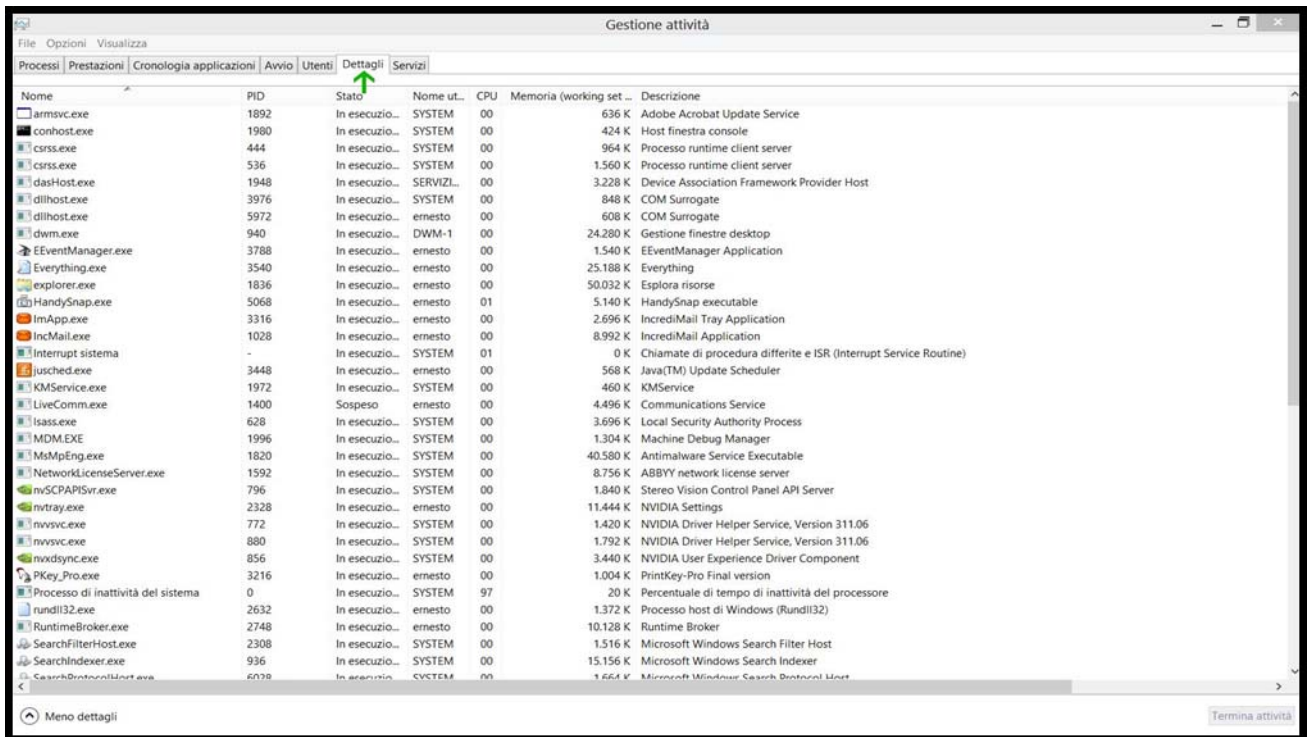 Gestione attività
File Opzioni Visualizza
Processi Prestazioni Cronologia applicazioni Avvio Utenti Dettagli Servizi
Nome PID Stato Nome ut... CPU Memoria (working set ... Descrizione
armsvc.exe 1892 In esecuzio... SYSTEM 00 636 K Adobe Acrobat Update Service
conhost.exe 1980 In esecuzio... SYSTEM 00 424 K Host finestra console
csrss.exe 444 In esecuzio... SYSTEM 00 964 K Processo runtime client server
csrss.exe 536 In esecuzio... SYSTEM 00 1.560 K Processo runtime client server
dasHost.exe 1948 In esecuzio... SERVIZI... 00 3.228 K Device Association Framework Provider Host
dllhost.exe 3976 In esecuzio... SYSTEM 00 848 K COM Surrogate
dllhost.exe 5972 In esecuzio... ernesto 00 608 K COM Surrogate
dwm.exe 940 In esecuzio... DWM-1 00 24.280 K Gestione finestre desktop
EEventManager.exe 3788 In esecuzio... ernesto 00 1.540 K EEventManager Application
Everything.exe 3540 In esecuzio... ernesto 00 25.188 K Everything
explorer.exe 1836 In esecuzio... ernesto 00 50.032 K Esplora risorse
HandySnap.exe 5068 In esecuzio... ernesto 01 5.140 K HandySnap executable
ImApp.exe 3316 In esecuzio... ernesto 00 2.696 K IncrediMail Tray Application
IncMail.exe 1028 In esecuzio... ernesto 00 8.992 K IncrediMail Application
Interrupt sistema - In esecuzio... SYSTEM 01 0 K Chiamate di procedura differite e ISR (Interrupt Service Routine)
jusched.exe 3448 In esecuzio... ernesto 00 568 K Java(TM) Update Scheduler
KMService.exe 1972 In esecuzio... SYSTEM 00 460 K KMService
LiveComm.exe 1400 Sospeso ernesto 00 4.496 K Communications Service
lsass.exe 628 In esecuzio... SYSTEM 00 3.696 K Local Security Authority Process
MDM.EXE 1996 In esecuzio... SYSTEM 00 1.304 K Machine Debug Manager
MsMpEng.exe 1820 In esecuzio... SYSTEM 00 40.580 K Antimalware Service Executable
NetworkLicenseServer.exe 1592 In esecuzio... SYSTEM 00 8.756 K ABBYY network license server
nvSCPAPISvr.exe 796 In esecuzio... SYSTEM 00 1.840 K Stereo Vision Control Panel API Server
nvtray.exe 2328 In esecuzio... ernesto 00 11.444 K NVIDIA Settings
nvvsvc.exe 772 In esecuzio... SYSTEM 00 1.420 K NVIDIA Driver Helper Service, Version 311.06
nvvsvc.exe 880 In esecuzio... SYSTEM 00 1.792 K NVIDIA Driver Helper Service, Version 311.06
nvxdsync.exe 856 In esecuzio... SYSTEM 00 3.440 K NVIDIA User Experience Driver Component
PKey_Pro.exe 3216 In esecuzio... ernesto 00 1.004 K PrintKey-Pro Final version
Processo di inattività del sistema 0 In esecuzio... SYSTEM 97 20 K Percentuale di tempo di inattività del processore
rundll32.exe 2632 In esecuzio... ernesto 00 1.372 K Processo host di Windows (Rundll32)
RuntimeBroker.exe 2748 In esecuzio... ernesto 00 10.128 K Runtime Broker
SearchFilterHost.exe 2308 In esecuzio... SYSTEM 00 1.516 K Microsoft Windows Search Filter Host
SearchIndexer.exe 936 In esecuzio... SYSTEM 00 15.156 K Microsoft Windows Search Indexer
SearchProtocolHost.exe 6028 In esecuzio... SYSTEM 00 1.664 K Microsoft Windows Search Protocol Host
Meno dettagli Termina attività